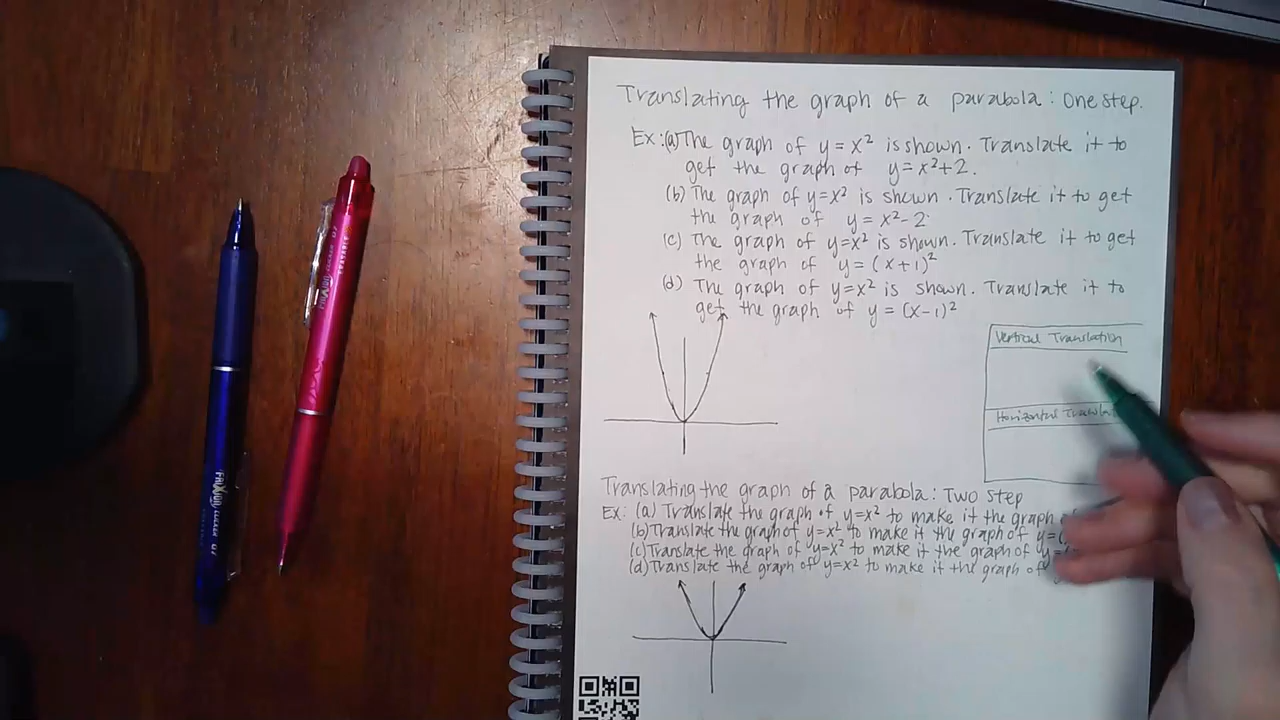 Translating the graph of a parabola: One step.
Ex: (a) The graph of y = x² is shown. Translate it to
get the graph of y = x² + 2.
(b) The graph of y = x² is shown. Translate it to get
the graph of y = x² - 2.
(c) The graph of y = x² is shown. Translate it to get
the graph of y = (x + 1)²
(d) The graph of y = x² is shown. Translate it to
get the graph of y = (x - 1)²
Vertical Translation
Horizontal
Translating the graph of a parabola: Two step
Ex: (a) Translate the graph of y = x² to make it the graph
(b) Translate the graph of y = x² to make it the graph of y = (
(c) Translate the graph of y = x² to make it the graph of y =
(d) Translate the graph of y = x² to make it the graph of